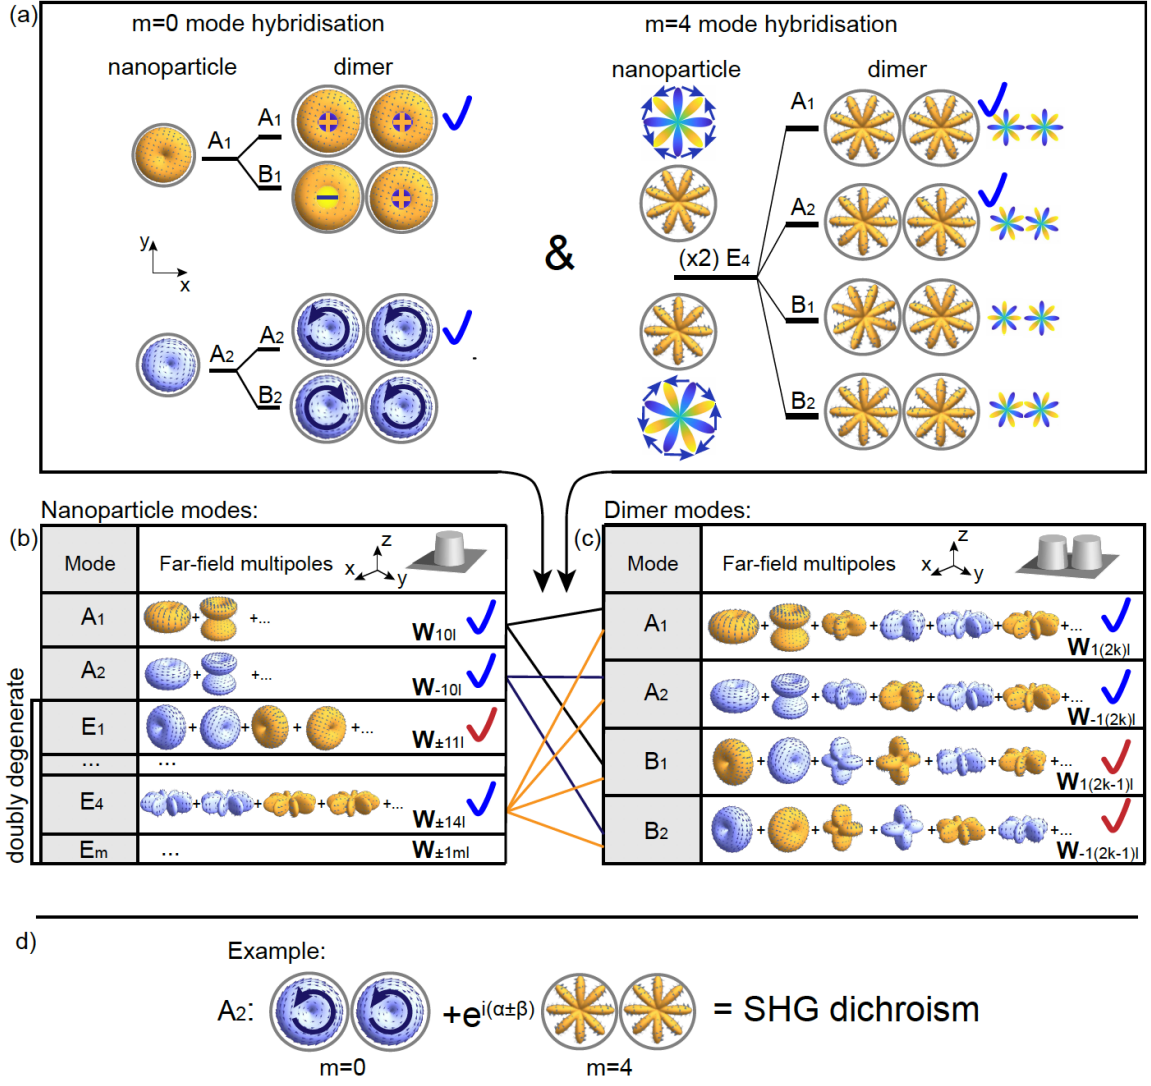 (a)
m=0 mode hybridisation
nanoparticle
dimer
A1
A1
B1
+
+
−
+
y
x
A2
A2
B2
&
m=4 mode hybridisation
nanoparticle
dimer
(x2) E4
A1
A2
B1
B2
Nanoparticle modes:
(b)
Mode
Far-field multipoles
z
x
y
A1
+
+...
W10l
A2
+
+...
W-10l
doubly degenerate
E1
+ + + +...
W±11l
...
...
E4
+ + + +...
W±14l
Em
...
W±1ml
Dimer modes:
(c)
Mode
Far-field multipoles
z
x
y
A1
+ + + + + +...
W1(2k)l
A2
+ + + + + +...
W-1(2k)l
B1
+ + + + + +...
W1(2k-1)l
B2
+ + + + + +...
W-1(2k-1)l
d)
Example:
A2:
+e^i(α±β)
= SHG dichroism
m=0
m=4